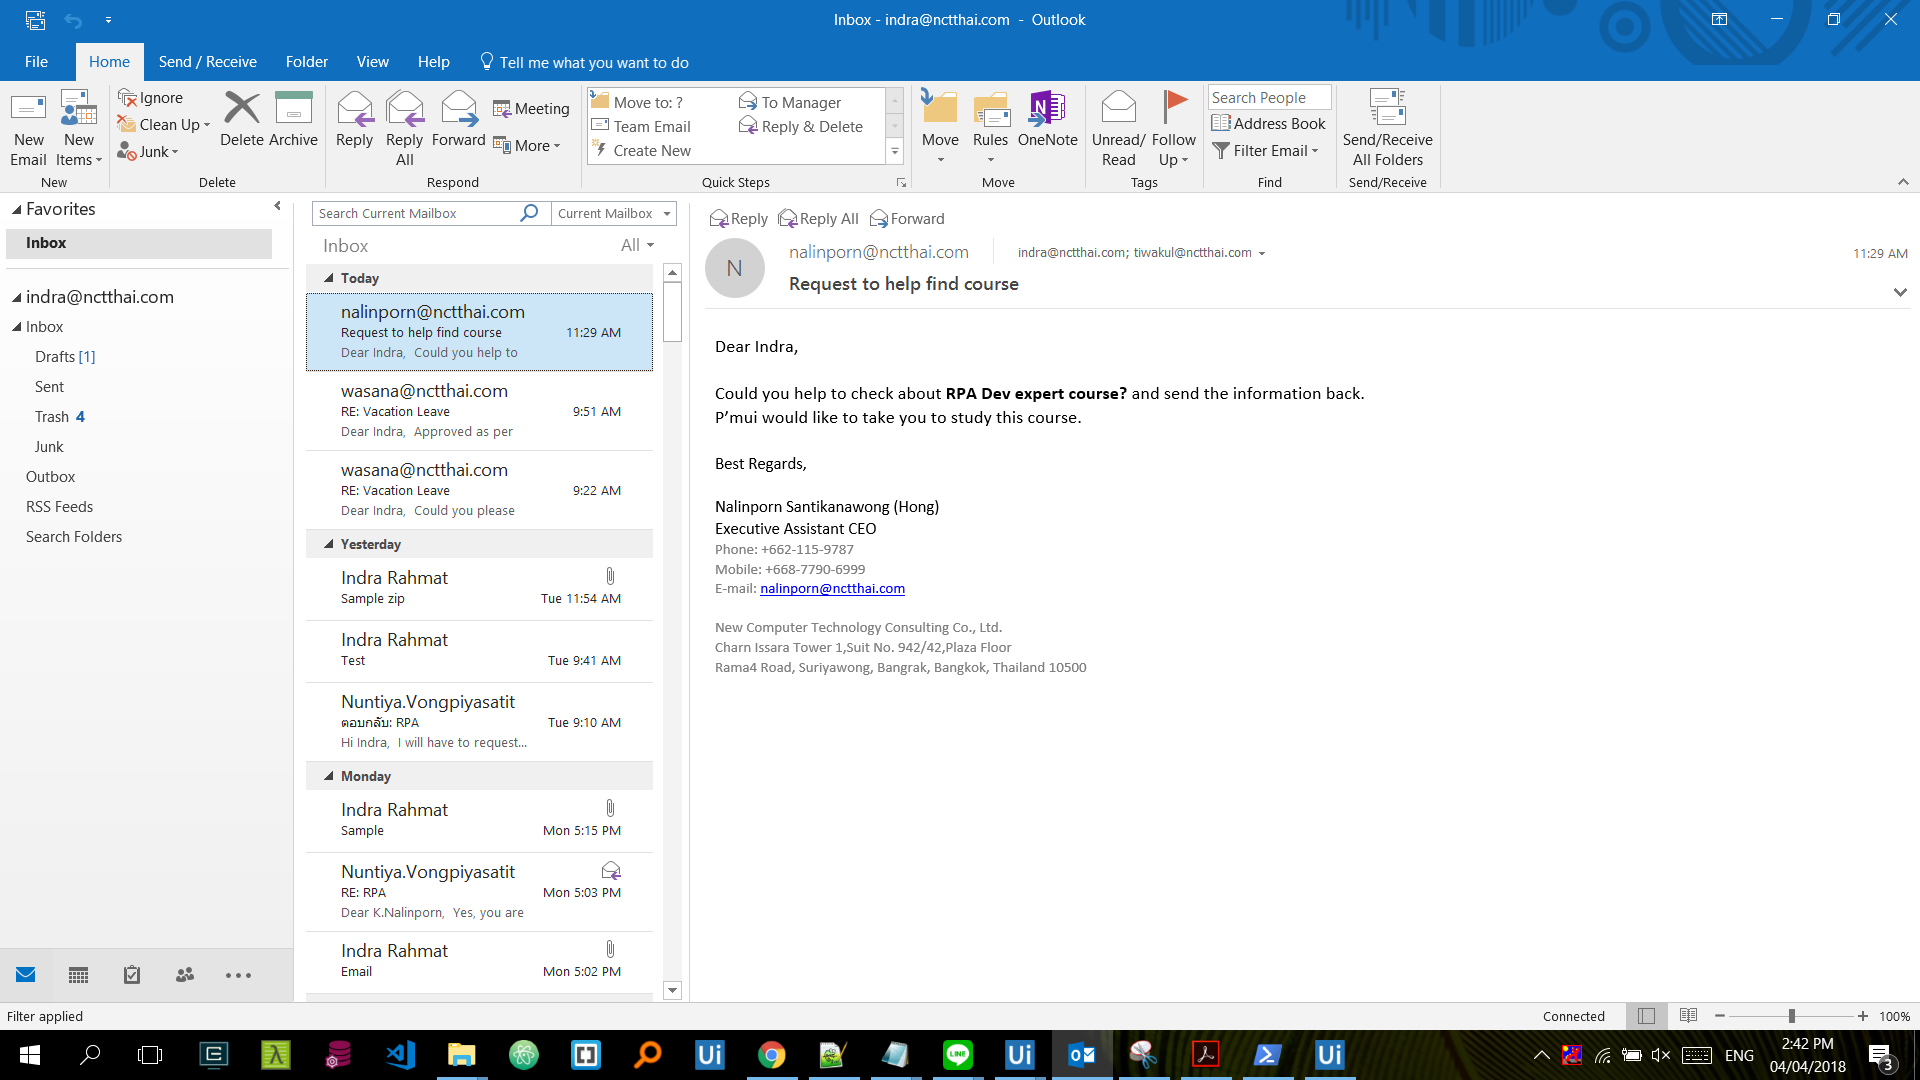 Inbox - indra@nctthai.com - Outlook
File Home Send / Receive Folder View Help Tell me what you want to do
New Email
New Items
Ignore
Clean Up
Junk
Delete
Archive
Reply
Reply All
Forward
Meeting
More
Move to: ?
Team Email
Create New
To Manager
Reply & Delete
Move
Rules
OneNote
Unread/ Read
Follow Up
Search People
Address Book
Filter Email
Send/Receive All Folders
New Delete Respond Quick Steps Move Tags Find Send/Receive
Favorites
Inbox
indra@nctthai.com
Inbox
Drafts [1]
Sent
Trash 4
Junk
Outbox
RSS Feeds
Search Folders
Search Current Mailbox Current Mailbox
Inbox All
Today
nalinporn@nctthai.com
Request to help find course 11:29 AM
Dear Indra, Could you help to
wasana@nctthai.com
RE: Vacation Leave 9:51 AM
Dear Indra, Approved as per
wasana@nctthai.com
RE: Vacation Leave 9:22 AM
Dear Indra, Could you please
Yesterday
Indra Rahmat
Sample zip Tue 11:54 AM
Indra Rahmat
Test Tue 9:41 AM
Nuntiya.Vongpiyasatit
ตอบกลับ: RPA Tue 9:10 AM
Hi Indra, I will have to request...
Monday
Indra Rahmat
Sample Mon 5:15 PM
Nuntiya.Vongpiyasatit
RE: RPA Mon 5:03 PM
Dear K.Nalinporn, Yes, you are
Indra Rahmat
Email Mon 5:02 PM
Reply Reply All Forward
N
nalinporn@nctthai.com indra@nctthai.com; tiwakul@nctthai.com 11:29 AM
Request to help find course
Dear Indra,
Could you help to check about RPA Dev expert course? and send the information back.
P’mui would like to take you to study this course.
Best Regards,
Nalinporn Santikanawong (Hong)
Executive Assistant CEO
Phone: +662-115-9787
Mobile: +668-7790-6999
E-mail: nalinporn@nctthai.com
New Computer Technology Consulting Co., Ltd.
Charn Issara Tower 1,Suit No. 942/42,Plaza Floor
Rama4 Road, Suriyawong, Bangrak, Bangkok, Thailand 10500
Filter applied Connected 100%
Ui Ui Ui LINE
ENG 2:42 PM
04/04/2018
3